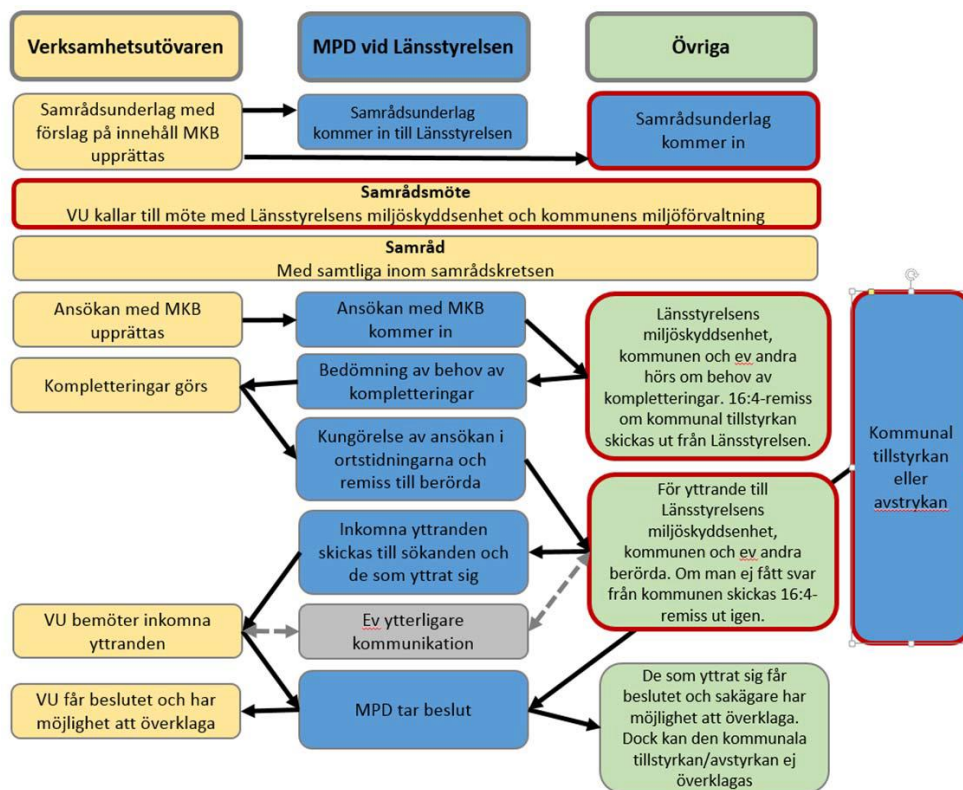 Verksamhetsutövaren
MPD vid Länsstyrelsen
Övriga
Samrådsunderlag med
förslag på innehåll MKB
upprättas
Samrådsunderlag
kommer in till Länsstyrelsen
Samrådsunderlag
kommer in
Samrådsmöte
VU kallar till möte med Länsstyrelsens miljöskyddsenhet och kommunens miljöförvaltning
Samråd
Med samtliga inom samrådskretsen
Ansökan med MKB
upprättas
Ansökan med MKB
kommer in
Länsstyrelsens
miljöskyddsenhet,
kommunen och ev andra
hörs om behov av
kompletteringar. 16:4-remiss
om kommunal tillstyrkan
skickas ut från Länsstyrelsen.
Kompletteringar görs
Bedömning av behov av
kompletteringar
Kungörelse av ansökan i
ortstidningarna och
remiss till berörda
Kommunal
tillstyrkan
eller
avstrykan
För yttrande till
Länsstyrelsens
miljöskyddsenhet,
kommunen och ev andra
berörda. Om man ej fått svar
från kommunen skickas 16:4-
remiss ut igen.
Inkomna yttranden
skickas till sökanden och
de som yttrat sig
VU bemöter inkomna
yttranden
Ev ytterligare
kommunikation
VU får beslutet och har
möjlighet att överklaga
MPD tar beslut
De som yttrat sig får
beslutet och sakägare har
möjlighet att överklaga.
Dock kan den kommunala
tillstyrkan/avstyrkan ej
överklagas